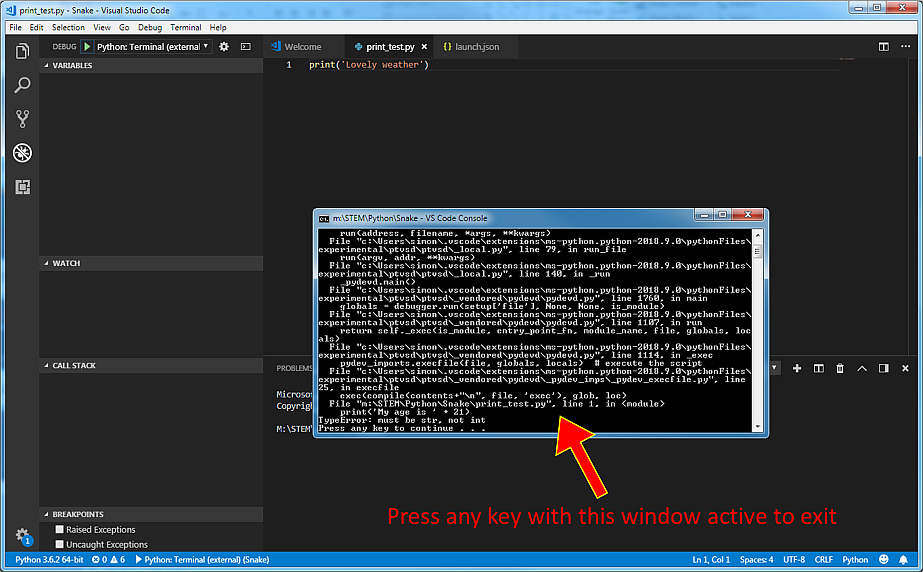 print_test.py - Snake - Visual Studio Code
File Edit Selection View Go Debug Terminal Help
DEBUG Python: Terminal (external Welcome print_test.py launch.json
VARIABLES
1 print('Lovely weather')
m:\STEM\Python\Snake - VS Code Console
run(address, filename, *args, **kwargs)
File "c:\Users\simon\.vscode\extensions\ms-python.python-2018.9.0\pythonFiles\
experimental\ptvsd\ptvsd\_local.py", line 79, in run_file
run(argv, addr, **kwargs)
File "c:\Users\simon\.vscode\extensions\ms-python.python-2018.9.0\pythonFiles\
experimental\ptvsd\ptvsd\_local.py", line 140, in _run
_pydevd.main()
File "c:\Users\simon\.vscode\extensions\ms-python.python-2018.9.0\pythonFiles\
experimental\ptvsd\ptvsd\_vendored\pydevd\pydevd.py", line 1760, in main
globals = debugger.run(setup['file'], None, None, is_module)
File "c:\Users\simon\.vscode\extensions\ms-python.python-2018.9.0\pythonFiles\
experimental\ptvsd\ptvsd\_vendored\pydevd\pydevd.py", line 1107, in run
return self._exec(is_module, entry_point_fn, module_name, file, globals, loc
als)
File "c:\Users\simon\.vscode\extensions\ms-python.python-2018.9.0\pythonFiles\
experimental\ptvsd\ptvsd\_vendored\pydevd\pydevd.py", line 1114, in _exec
pydev_imports.execfile(file, globals, locals) # execute the script
File "c:\Users\simon\.vscode\extensions\ms-python.python-2018.9.0\pythonFiles\
experimental\ptvsd\ptvsd\_vendored\pydevd\_pydev_imps\_pydev_execfile.py", line
25, in execfile
exec(compile(contents+"\n", file, 'exec'), glob, loc)
File "m:\STEM\Python\Snake\print_test.py", line 1, in <module>
print('My age is ' + 21)
TypeError: must be str, not int
Press any key to continue . . .
WATCH
CALL STACK
PROBLEMS
Microsof
Copyrigh
M:\STEM\
Press any key with this window active to exit
BREAKPOINTS
Raised Exceptions
Uncaught Exceptions
1
Python 3.6.2 64-bit 0 6 Python: Terminal (external) (Snake) Ln 1, Col 1 Spaces: 4 UTF-8 CRLF Python